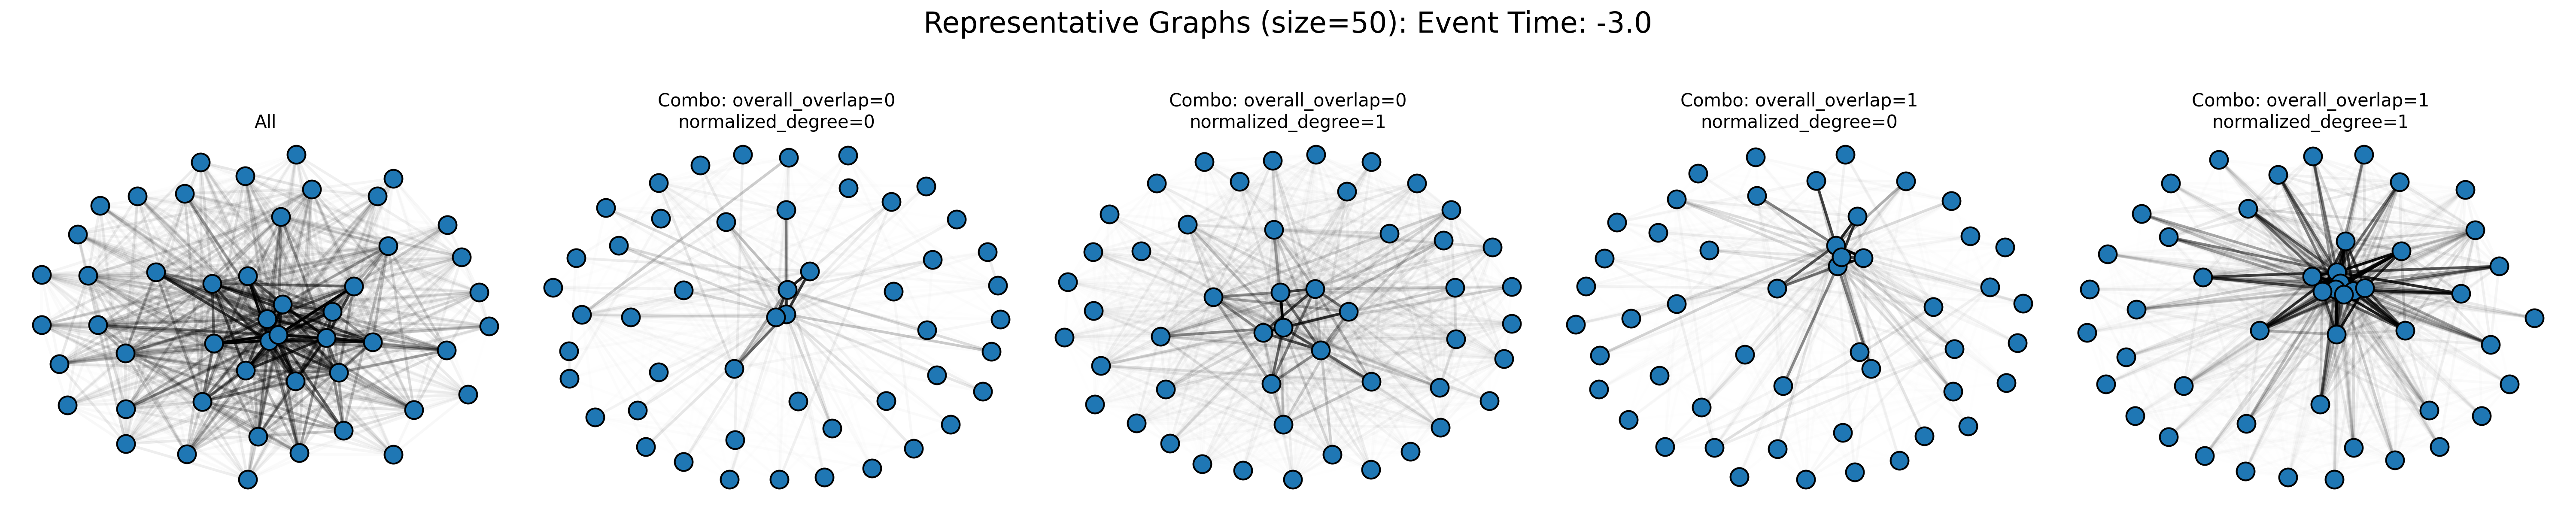 Representative Graphs (size=50): Event Time: -3.0
All
Combo: overall_overlap=0
normalized_degree=0
Combo: overall_overlap=0
normalized_degree=1
Combo: overall_overlap=1
normalized_degree=0
Combo: overall_overlap=1
normalized_degree=1